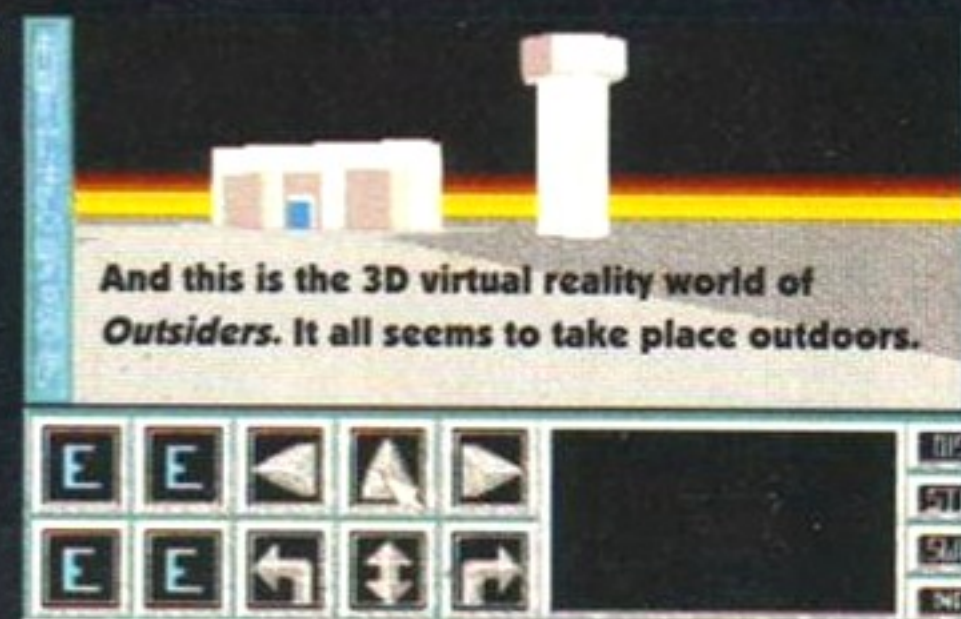 And this is the 3D virtual reality world of
Outsiders. It all seems to take place outdoors.
E E
E E